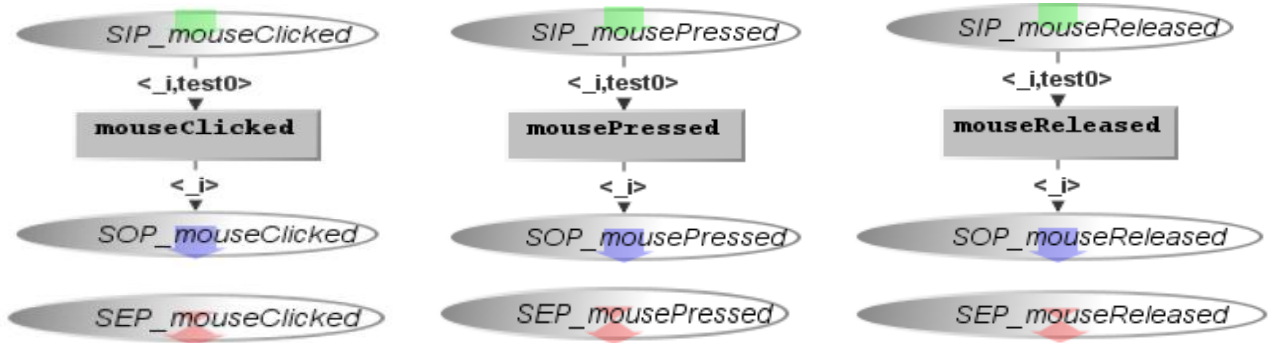 SIP_mouseClicked SIP_mousePressed SIP_mouseReleased
<_i,test0> <_i,test0> <_i,test0>
mouseClicked mousePressed mouseReleased
<_i> <_i> <_i>
SOP_mouseClicked SOP_mousePressed SOP_mouseReleased
SEP_mouseClicked SEP_mousePressed SEP_mouseReleased